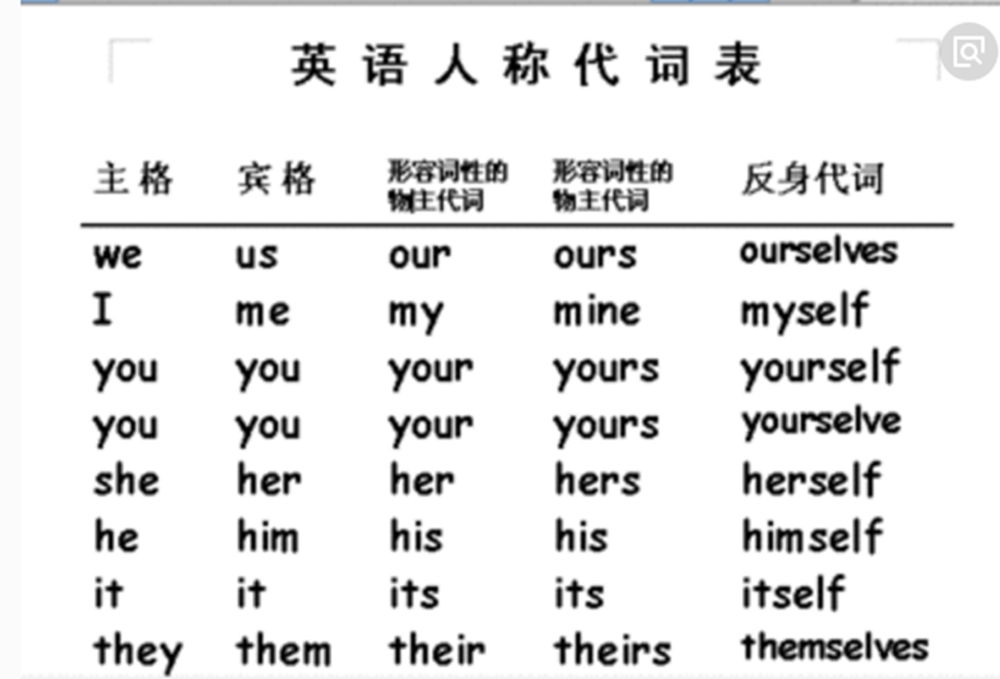 英语人称代词表
主格 宾格 形容词性的物主代词 形容词性的物主代词 反身代词
we us our ours ourselves
I me my mine myself
you you your yours yourself
you you your yours yourselve
she her her hers herself
he him his his himself
it it its its itself
they them their theirs themselves